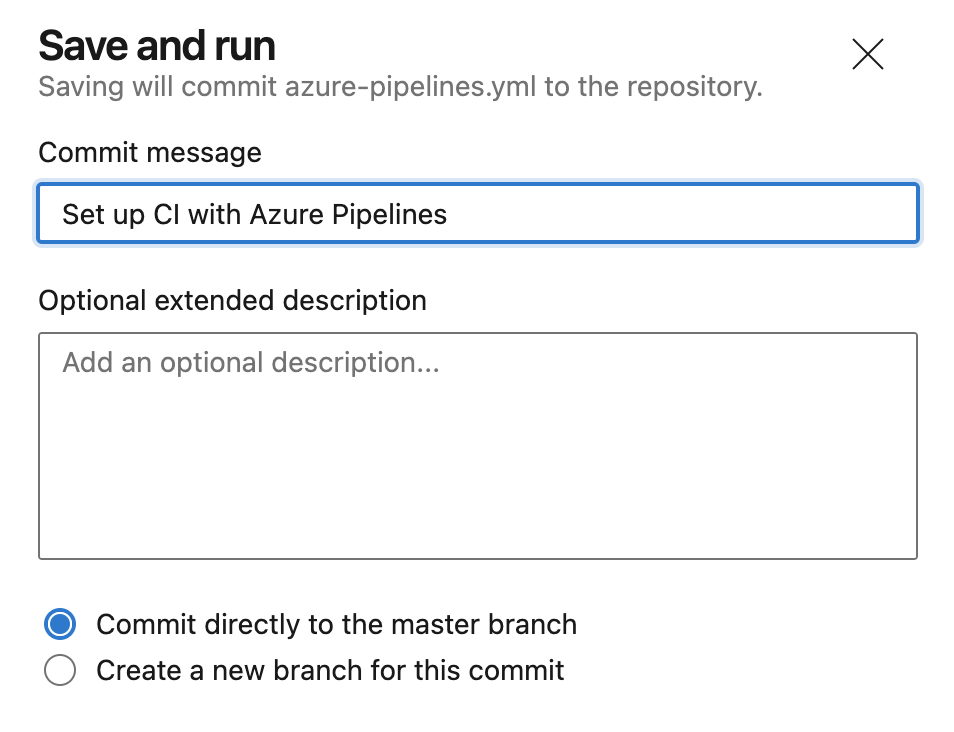 Save and run
Saving will commit azure-pipelines.yml to the repository.
Commit message
Set up CI with Azure Pipelines
Optional extended description
Add an optional description...
Commit directly to the master branch
Create a new branch for this commit